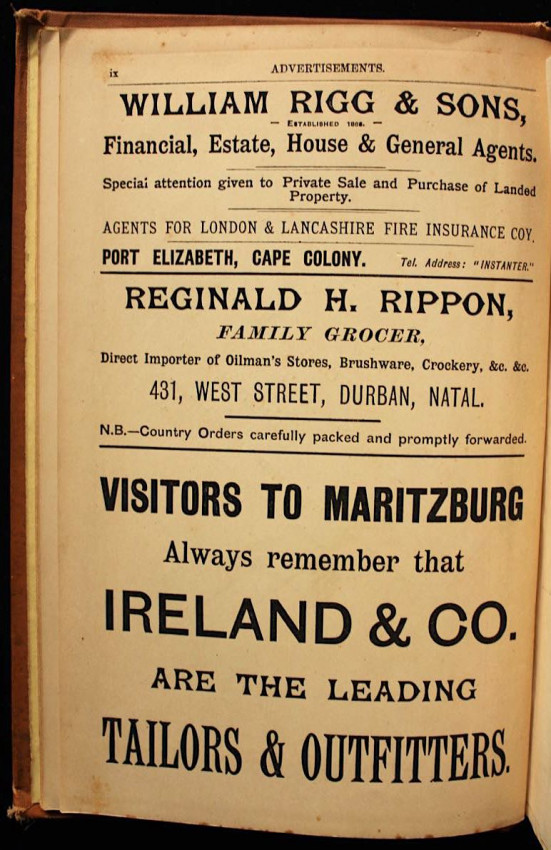 ix
ADVERTISEMENTS.
WILLIAM RIGG & SONS,
— ESTABLISHED —
Financial, Estate, House & General Agents.
Special attention given to Private Sale and Purchase of Landed
Property.
AGENTS FOR LONDON & LANCASHIRE FIRE INSURANCE COY.
PORT ELIZABETH, CAPE COLONY. Tel. Address: "INSTANTER."
REGINALD H. RIPPON,
FAMILY GROCER,
Direct Importer of Oilman's Stores, Brushware, Crockery, &c. &c.
431, WEST STREET, DURBAN, NATAL.
N.B.—Country Orders carefully packed and promptly forwarded.
VISITORS TO MARITZBURG
Always remember that
IRELAND & CO.
ARE THE LEADING
TAILORS & OUTFITTERS.